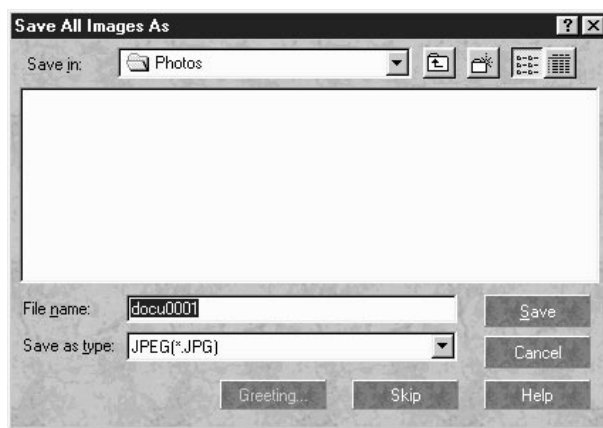 Save All Images As
Save in: Photos
File name: docu0001
Save
Save as type: JPEG(*.JPG)
Cancel
Greeting... Skip Help